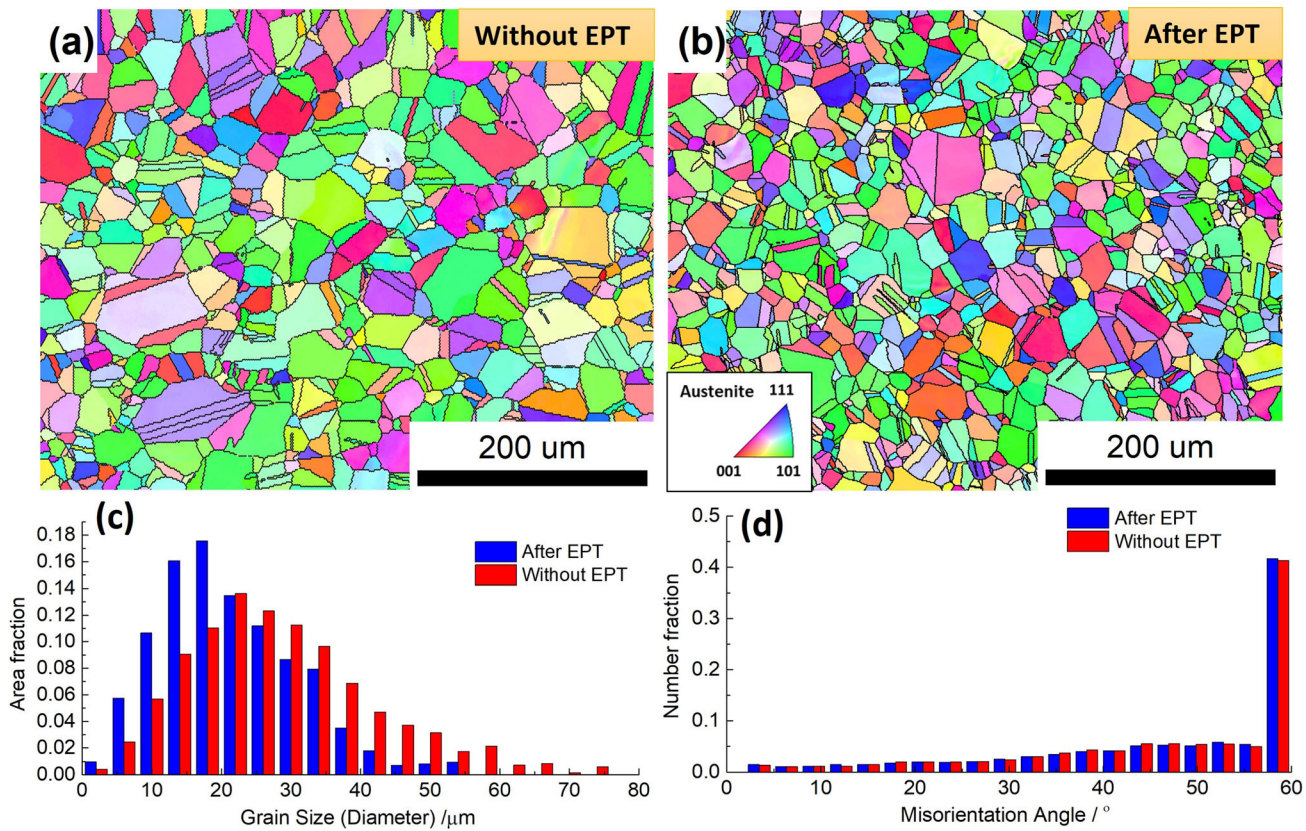 (a)
Without EPT
200 um
(b)
After EPT
Austenite 111
001 101
200 um
(c)
After EPT
Without EPT
Area fraction
0.18
0.16
0.14
0.12
0.10
0.08
0.06
0.04
0.02
0.00
0 10 20 30 40 50 60 70 80
Grain Size (Diameter) /μm
(d)
After EPT
Without EPT
Number fraction
0.5
0.4
0.3
0.2
0.1
0.0
0 10 20 30 40 50 60
Misorientation Angle / °